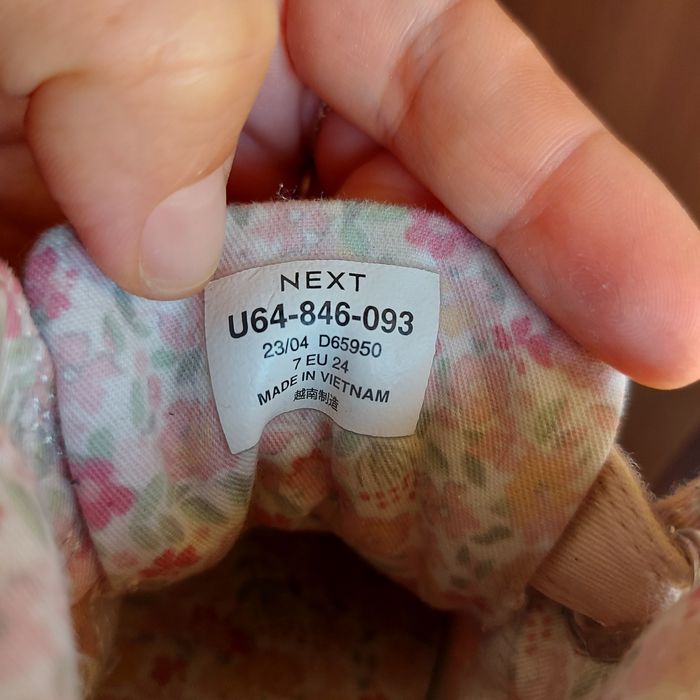 NEXT
U64-846-093
23/04 D65950
7 EU 24
MADE IN VIETNAM
越南制造